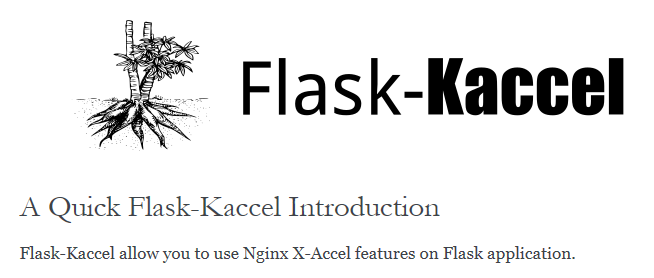 Flask-Kaccel
A Quick Flask-Kaccel Introduction
Flask-Kaccel allow you to use Nginx X-Accel features on Flask application.